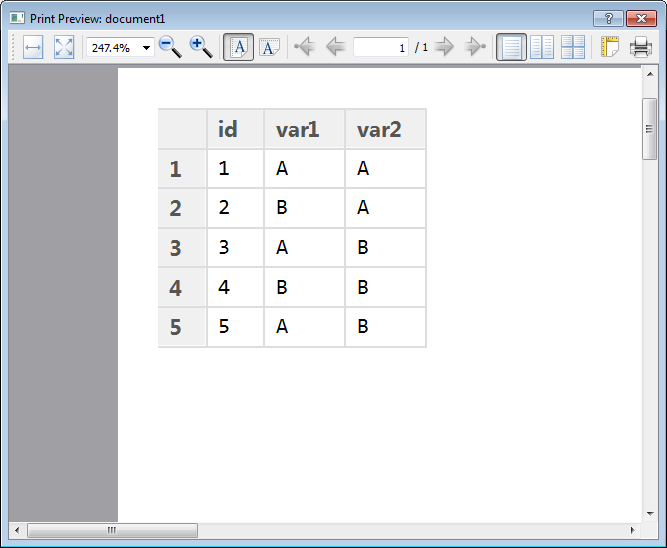 Print Preview: document1
247.4% A A 1 / 1
id var1 var2
1 1 A A
2 2 B A
3 3 A B
4 4 B B
5 5 A B